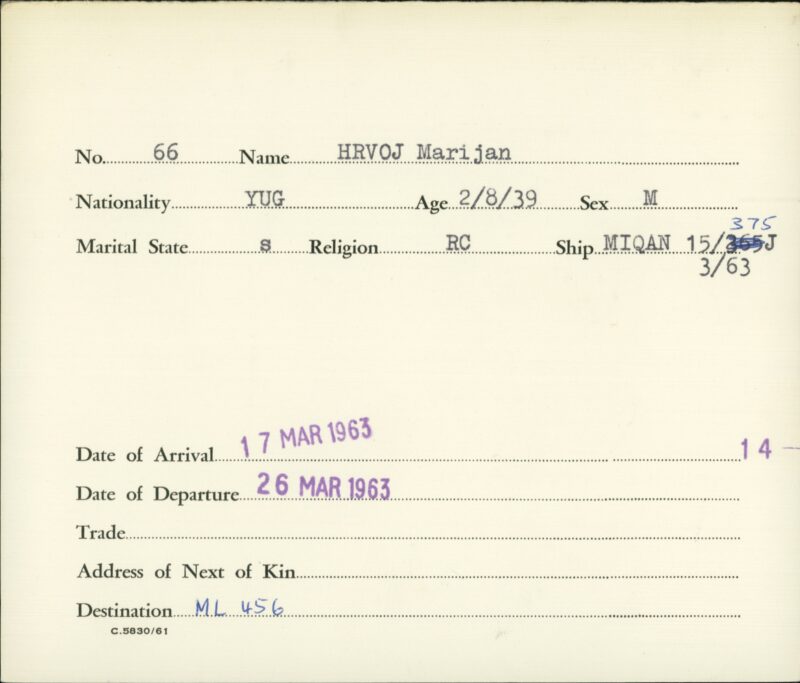 No. 66 Name HRVOJ Marijan
Nationality YUG Age 2/8/39 Sex M
375
Marital State s Religion RC Ship MIQAN 15/365J
3/63
Date of Arrival 17 MAR 1963 14 -
Date of Departure 26 MAR 1963
Trade
Address of Next of Kin
Destination ML 456
C.5830/61